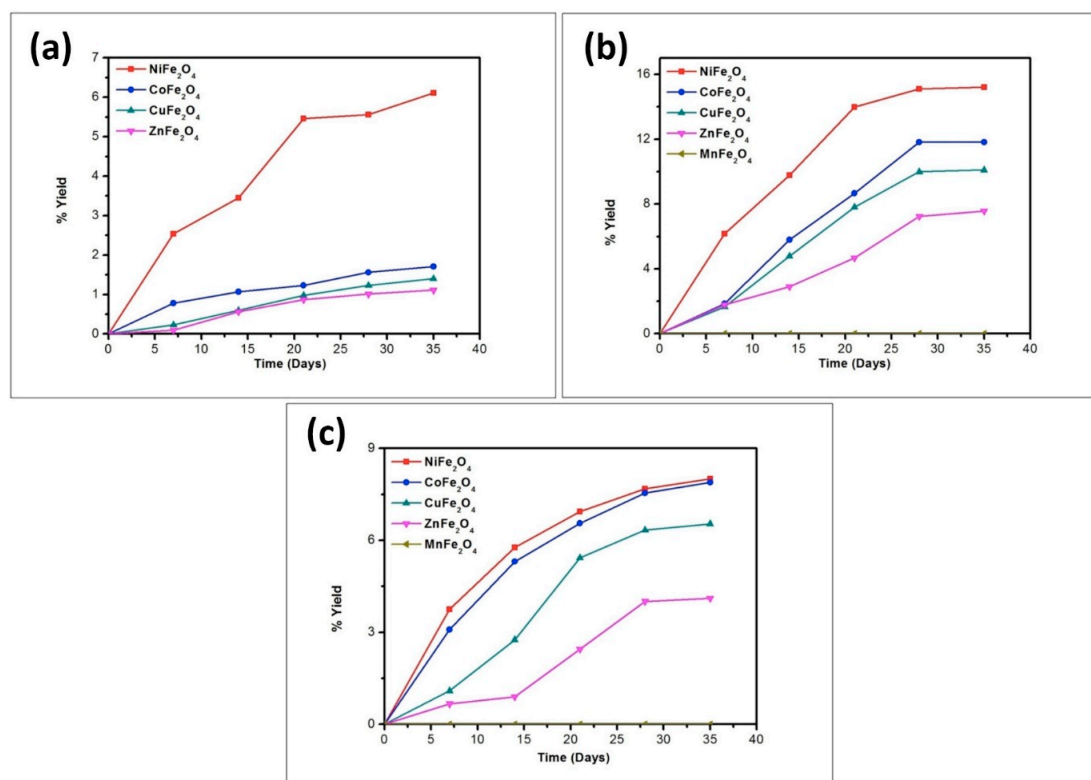 (a)
7
6
5
4
3
2
1
0
% Yield
NiFe₂O₄
CoFe₂O₄
CuFe₂O₄
ZnFe₂O₄
0 5 10 15 20 25 30 35 40
Time (Days)
(b)
16
12
8
4
0
% Yield
NiFe₂O₄
CoFe₂O₄
CuFe₂O₄
ZnFe₂O₄
MnFe₂O₄
0 5 10 15 20 25 30 35 40
Time (Days)
(c)
9
6
3
0
% Yield
NiFe₂O₄
CoFe₂O₄
CuFe₂O₄
ZnFe₂O₄
MnFe₂O₄
0 5 10 15 20 25 30 35 40
Time (Days)